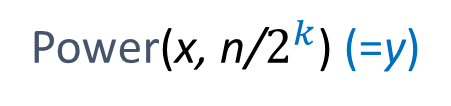 Power(x, n/2^k) (=y)